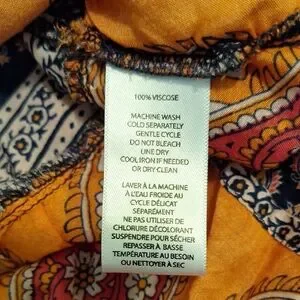 100% VISCOSE
MACHINE WASH
COLD SEPARATELY
GENTLE CYCLE
DO NOT BLEACH
LINE DRY
COOL IRON IF NEEDED
OR DRY CLEAN
LAVER À LA MACHINE
À L'EAU FROIDE AU
CYCLE DÉLICAT
SÉPARÉMENT
NE PAS UTILISER DE
CHLORURE DÉCOLORANT
SUSPENDRE POUR SÉCHER
REPASSER À BASSE
TEMPÉRATURE AU BESOIN
OU NETTOYER À SEC